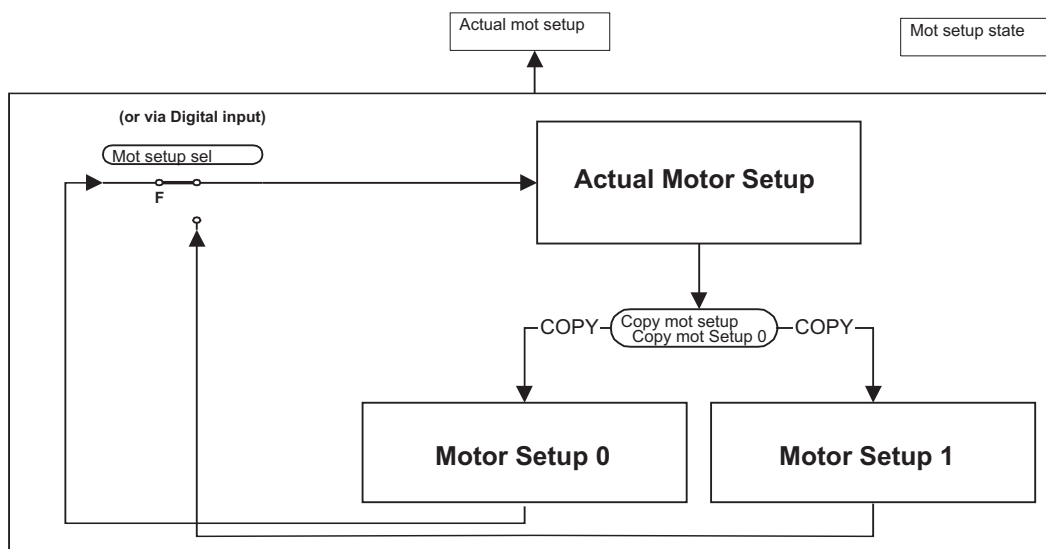 Actual mot setup
Mot setup state
(or via Digital input)
Mot setup sel
F
Actual Motor Setup
COPY
Copy mot setup
Copy mot Setup 0
COPY
Motor Setup 0
Motor Setup 1